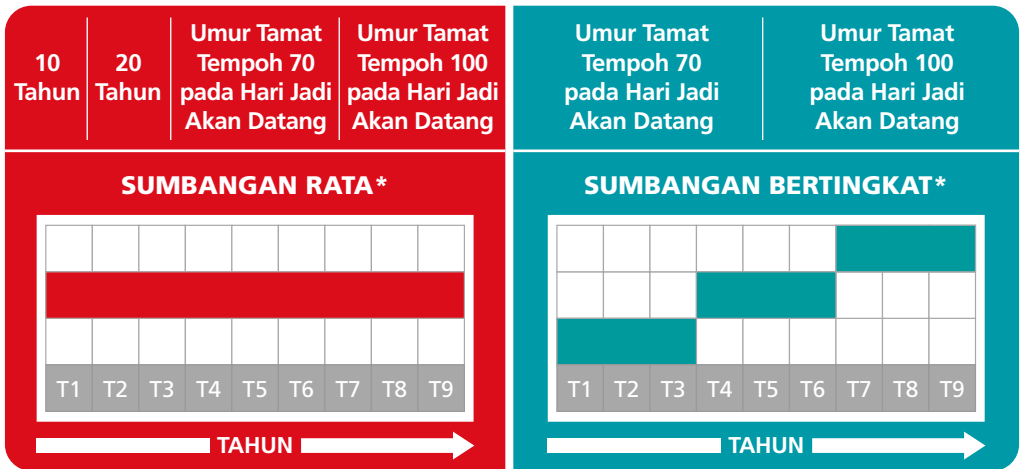 10
Tahun
20
Tahun
Umur Tamat
Tempoh 70
pada Hari Jadi
Akan Datang
Umur Tamat
Tempoh 100
pada Hari Jadi
Akan Datang
SUMBANGAN RATA*
T1 T2 T3 T4 T5 T6 T7 T8 T9
TAHUN
Umur Tamat
Tempoh 70
pada Hari Jadi
Akan Datang
Umur Tamat
Tempoh 100
pada Hari Jadi
Akan Datang
SUMBANGAN BERTINGKAT*
T1 T2 T3 T4 T5 T6 T7 T8 T9
TAHUN